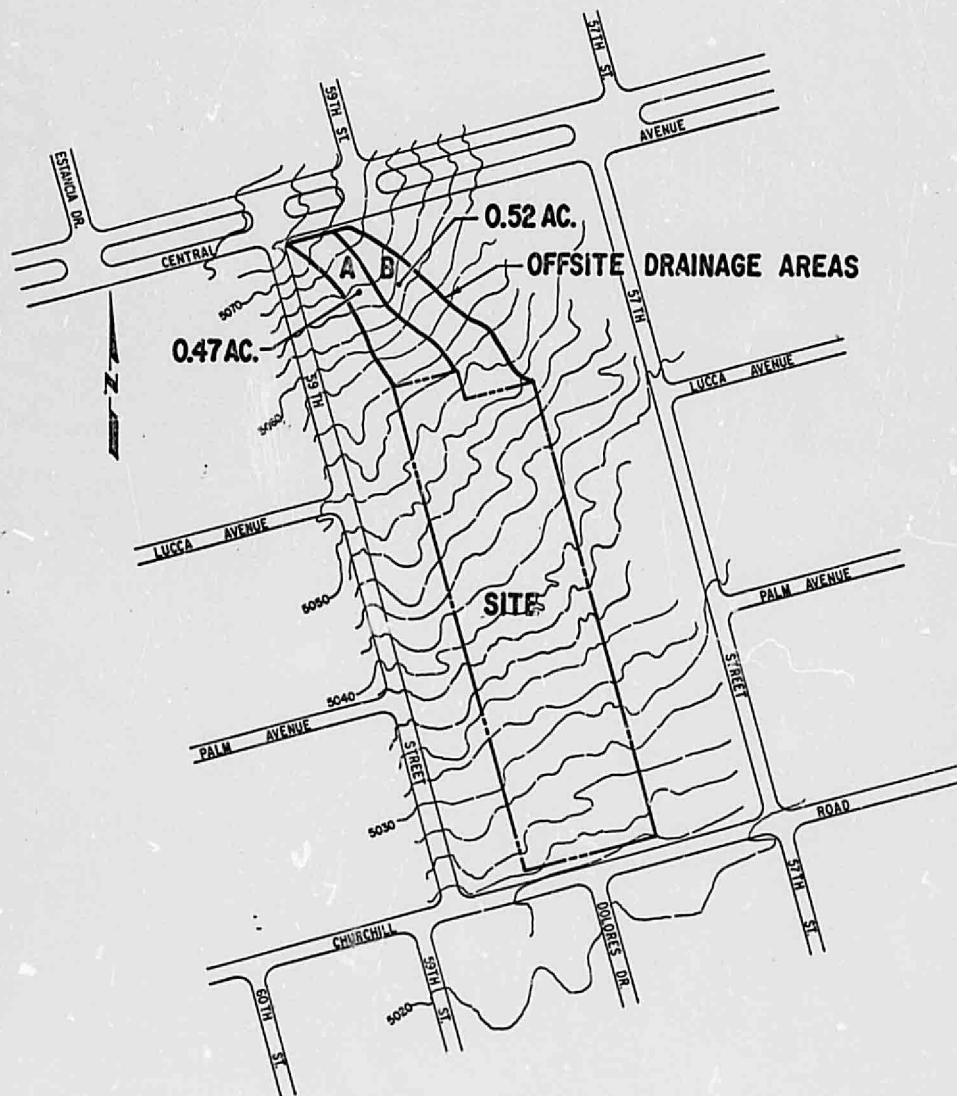 57TH ST.
59TH ST.
ESTANCIA DR.
AVENUE
CENTRAL
0.52 AC.
A
B
OFFSITE DRAINAGE AREAS
5070
0.47 AC.
N
59TH
57TH
LUCCA AVENUE
5060
LUCCA AVENUE
5050
SITE
PALM AVENUE
5040
PALM AVENUE
STREET
STREET
5030
ROAD
CHURCHILL
DOLORES DR.
57TH ST.
59TH ST.
60TH ST.
5020